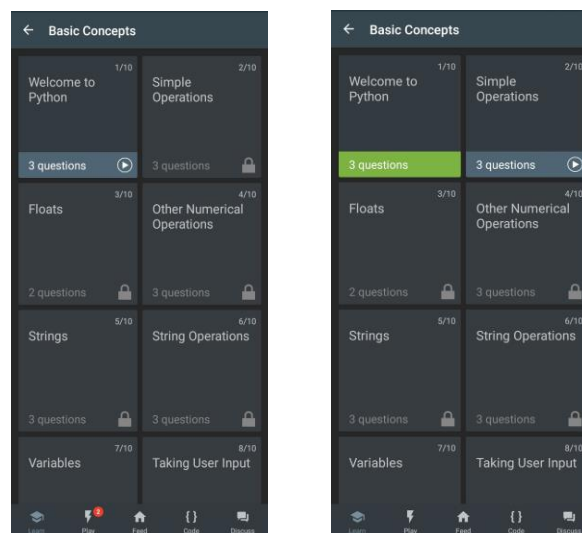 ← Basic Concepts
1/10
Welcome to
Python
3 questions
2/10
Simple
Operations
3 questions
3/10
Floats
2 questions
4/10
Other Numerical
Operations
3 questions
5/10
Strings
3 questions
6/10
String Operations
3 questions
7/10
Variables
8/10
Taking User Input
Learn
2
Play
Feed
{ }
Code
Discuss
← Basic Concepts
1/10
Welcome to
Python
3 questions
2/10
Simple
Operations
3 questions
3/10
Floats
2 questions
4/10
Other Numerical
Operations
3 questions
5/10
Strings
3 questions
6/10
String Operations
3 questions
7/10
Variables
8/10
Taking User Input
Learn
Play
Feed
{ }
Code
Discuss